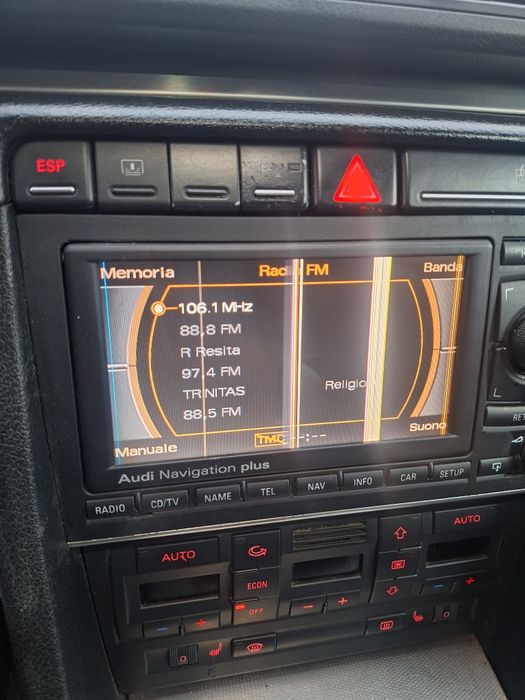 ESP
Memoria
Radio FM
Banda
106.1 MHz
88.8 FM
R Resita
97.4 FM
TRINITAS
88.5 FM
Religio
Manuale
TMC --:--
Suono
Audi Navigation plus
RADIO
CD/TV
NAME
TEL
NAV
INFO
CAR
SETUP
RET
AUTO
ECON
OFF
AUTO